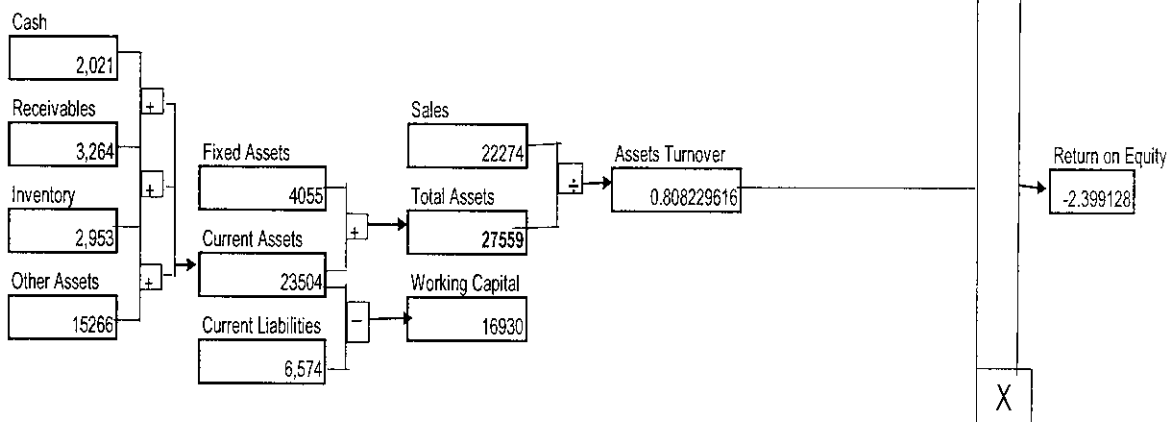 Cash
2,021
+
Receivables
3,264
+
Inventory
2,953
+
Other Assets
15266
Fixed Assets
4055
+
Current Assets
23504
−
Current Liabilities
6,574
Sales
22274
÷
Total Assets
27559
Working Capital
16930
Assets Turnover
0.808229616
Return on Equity
-2.399128
X